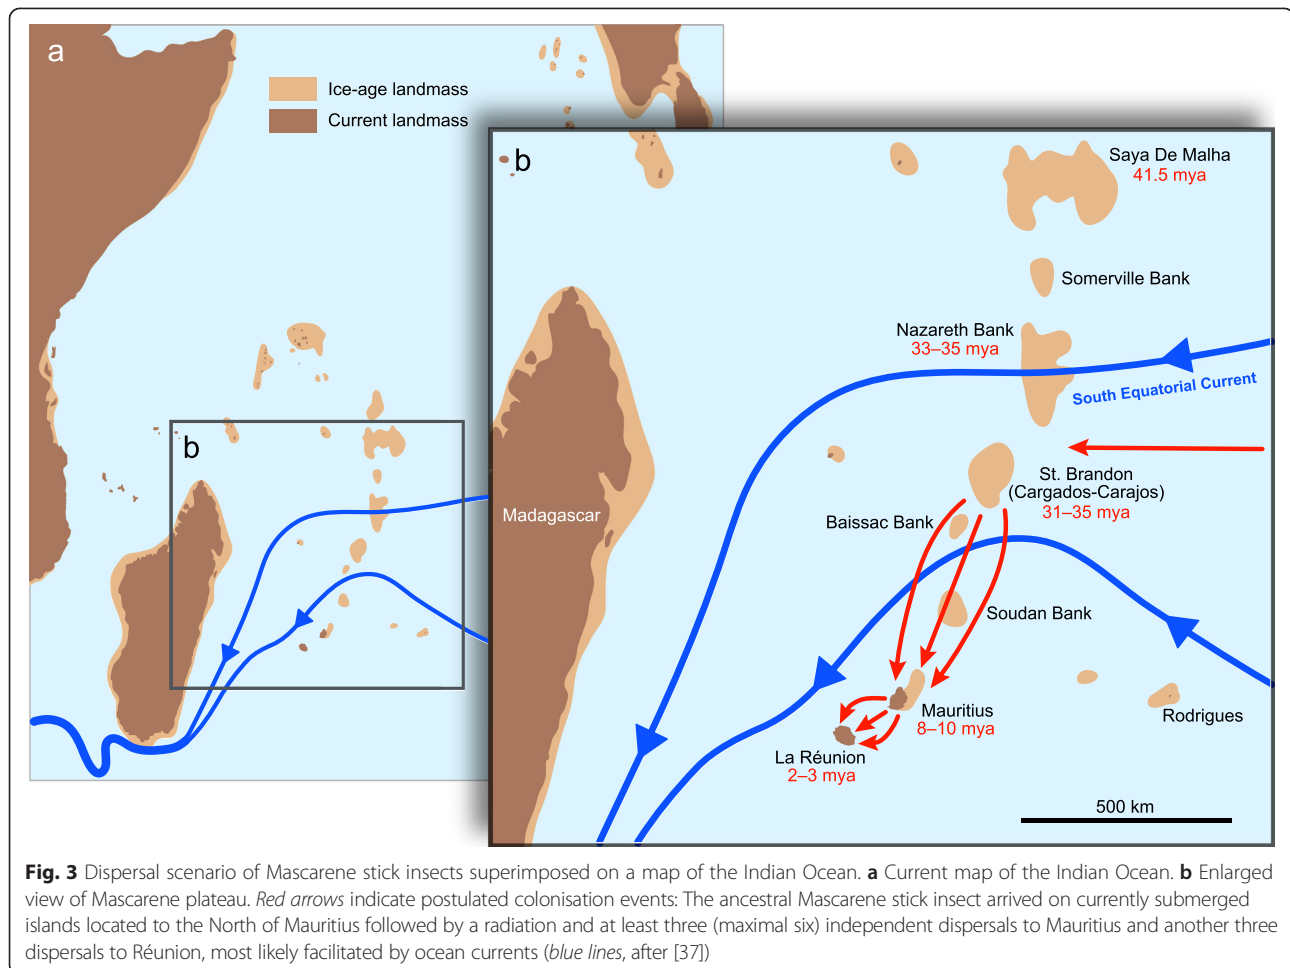 a
Ice-age landmass
Current landmass
b
b
Saya De Malha
41.5 mya
Somerville Bank
Nazareth Bank
33–35 mya
South Equatorial Current
St. Brandon
(Cargados-Carajos)
31–35 mya
Baissac Bank
Madagascar
Soudan Bank
Mauritius
8–10 mya
Rodrigues
La Réunion
2–3 mya
500 km
Fig. 3 Dispersal scenario of Mascarene stick insects superimposed on a map of the Indian Ocean. a Current map of the Indian Ocean. b Enlarged
view of Mascarene plateau. Red arrows indicate postulated colonisation events: The ancestral Mascarene stick insect arrived on currently submerged
islands located to the North of Mauritius followed by a radiation and at least three (maximal six) independent dispersals to Mauritius and another three
dispersals to Réunion, most likely facilitated by ocean currents (blue lines, after [37])